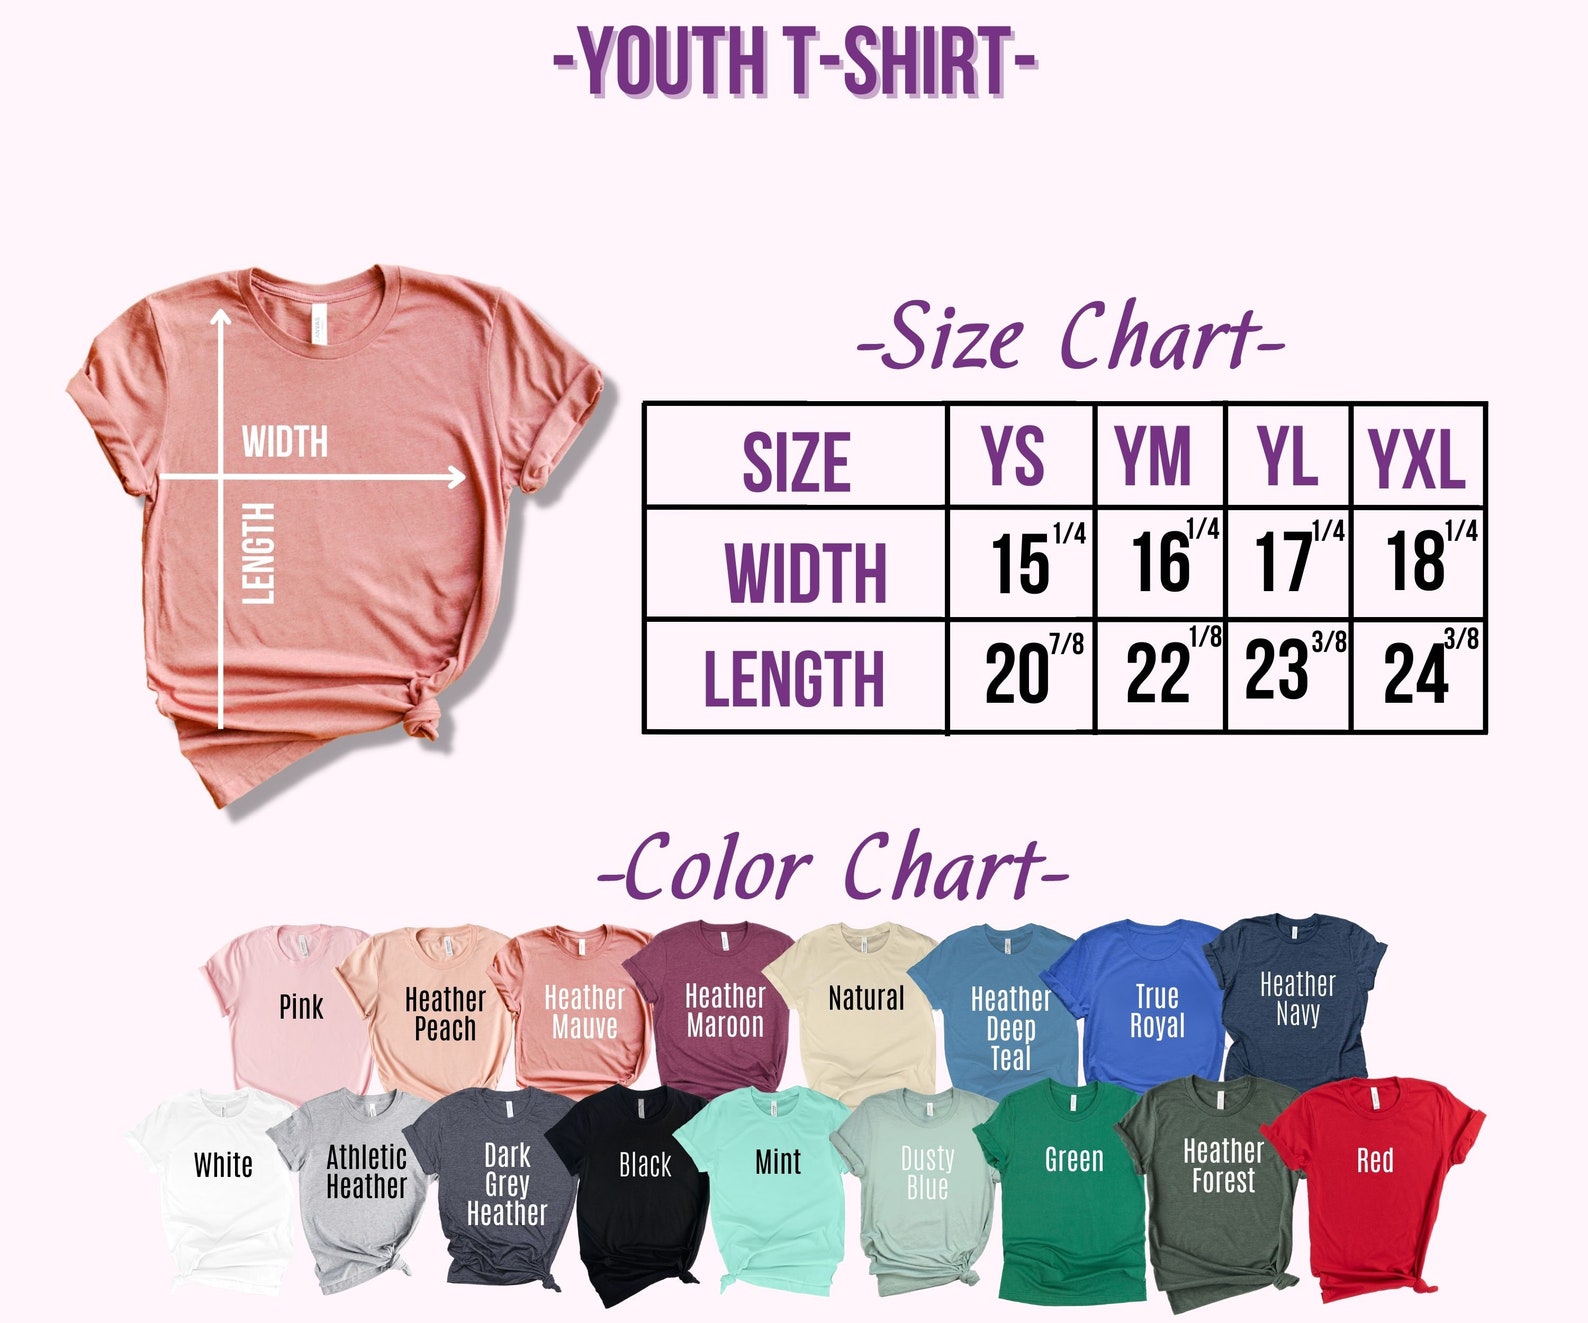 -YOUTH T-SHIRT-
WIDTH
LENGTH
-Size Chart-
SIZE YS YM YL YXL
WIDTH 15 1/4 16 1/4 17 1/4 18 1/4
LENGTH 20 7/8 22 1/8 23 3/8 24 3/8
-Color Chart-
Pink
Heather
Peach
Heather
Mauve
Heather
Maroon
Natural
Heather
Deep
Teal
True
Royal
Heather
Navy
White
Athletic
Heather
Dark
Grey
Heather
Black
Mint
Dusty
Blue
Green
Heather
Forest
Red